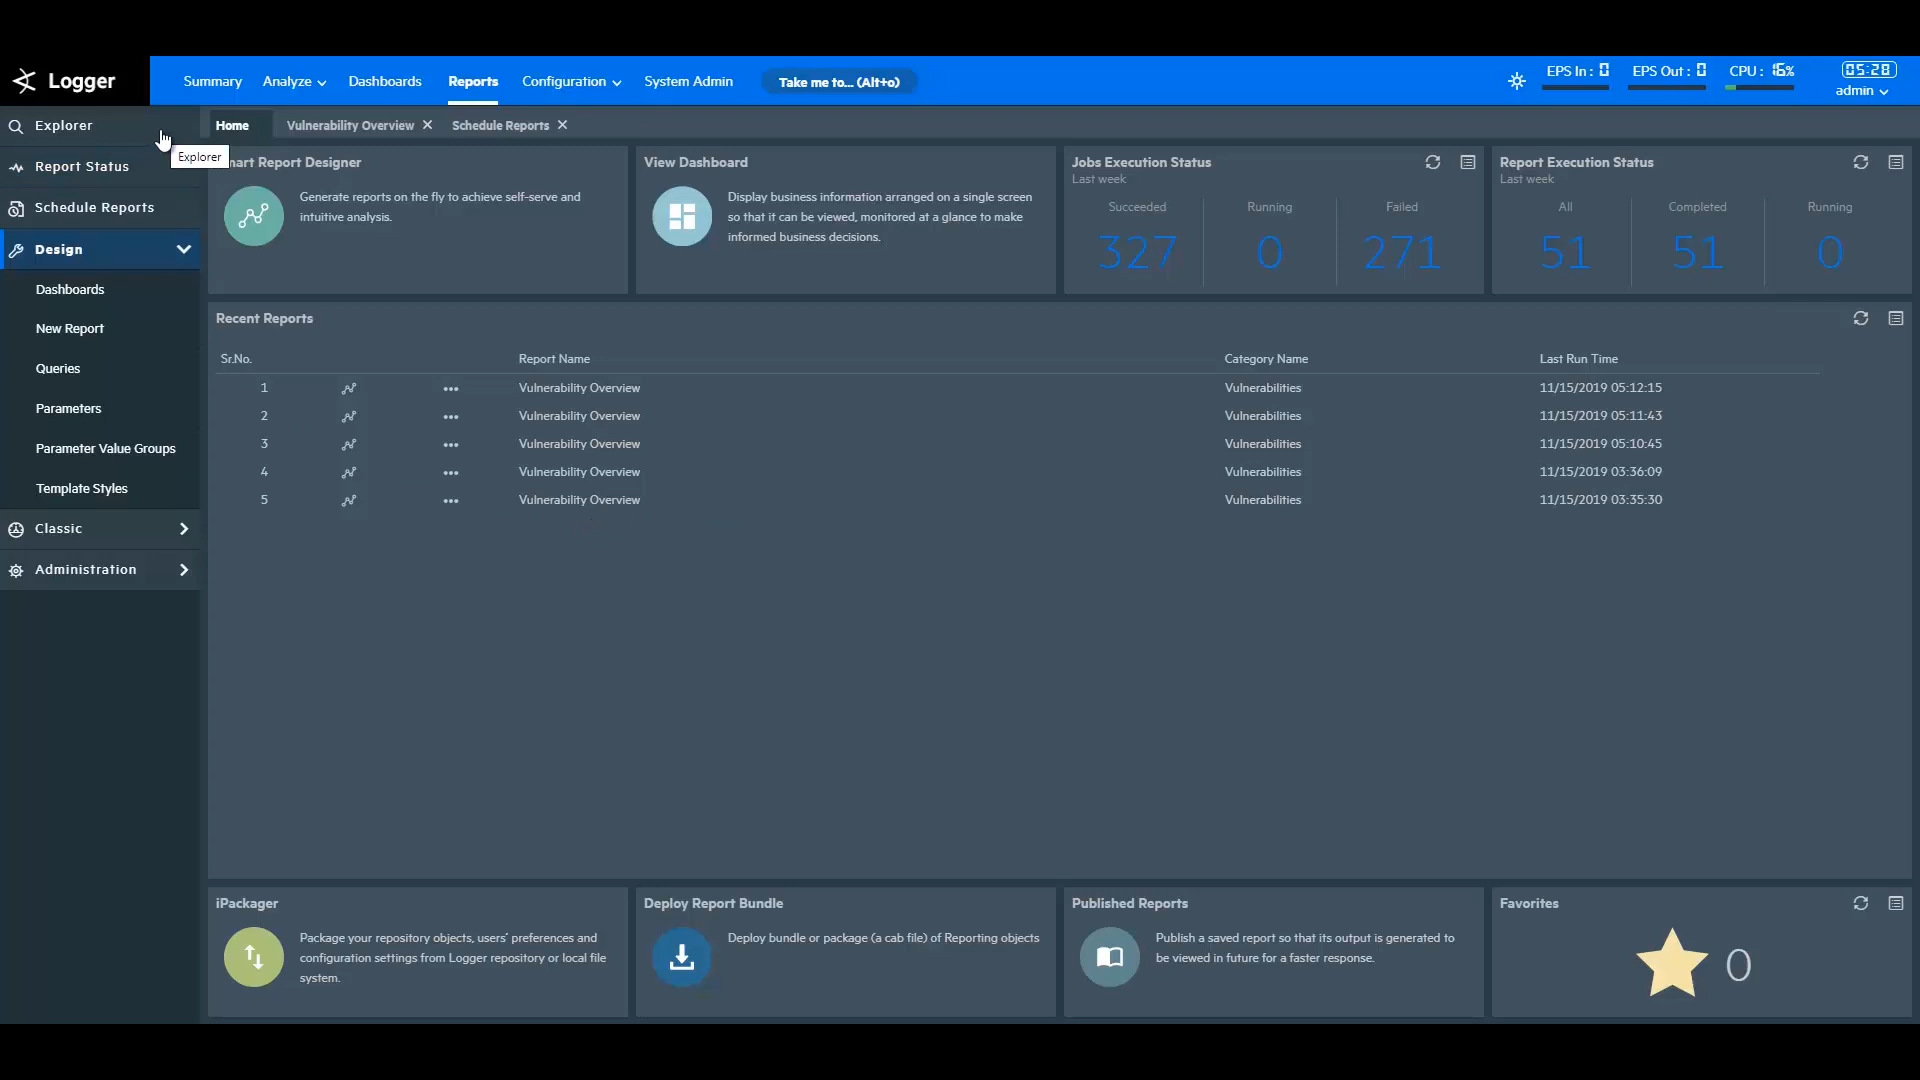 Logger
Summary
Analyze
Dashboards
Reports
Configuration
System Admin
Take me to... (Alt+o)
EPS In : 0
EPS Out : 0
CPU : 16%
05:28
admin
Explorer
Report Status
Schedule Reports
Design
Dashboards
New Report
Queries
Parameters
Parameter Value Groups
Template Styles
Classic
Administration
Explorer
Home
Vulnerability Overview
Schedule Reports
mart Report Designer
Generate reports on the fly to achieve self-serve and
intuitive analysis.
View Dashboard
Display business information arranged on a single screen
so that it can be viewed, monitored at a glance to make
informed business decisions.
Jobs Execution Status
Last week
Succeeded Running Failed
327 0 271
Report Execution Status
Last week
All Completed Running
51 51 0
Recent Reports
Sr.No. Report Name Category Name Last Run Time
1 Vulnerability Overview Vulnerabilities 11/15/2019 05:12:15
2 Vulnerability Overview Vulnerabilities 11/15/2019 05:11:43
3 Vulnerability Overview Vulnerabilities 11/15/2019 05:10:45
4 Vulnerability Overview Vulnerabilities 11/15/2019 03:36:09
5 Vulnerability Overview Vulnerabilities 11/15/2019 03:35:30
iPackager
Package your repository objects, users' preferences and
configuration settings from Logger repository or local file
system.
Deploy Report Bundle
Deploy bundle or package (a cab file) of Reporting objects
Published Reports
Publish a saved report so that its output is generated to
be viewed in future for a faster response.
Favorites
0